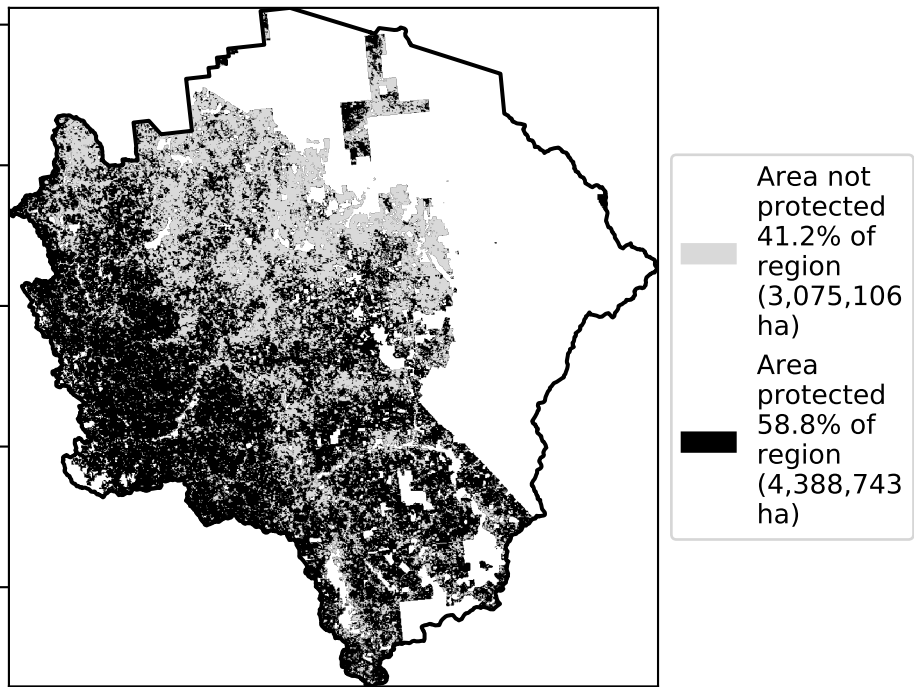 Area not
protected
41.2% of
region
(3,075,106
ha)
Area
protected
58.8% of
region
(4,388,743
ha)